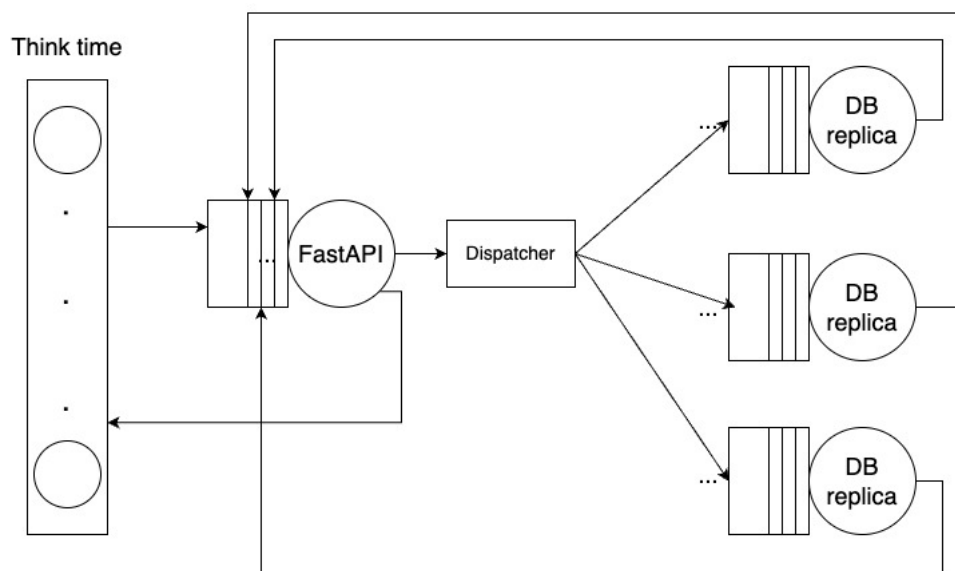 Think time
.
.
.
...
FastAPI
Dispatcher
...
DB
replica
...
DB
replica
...
DB
replica